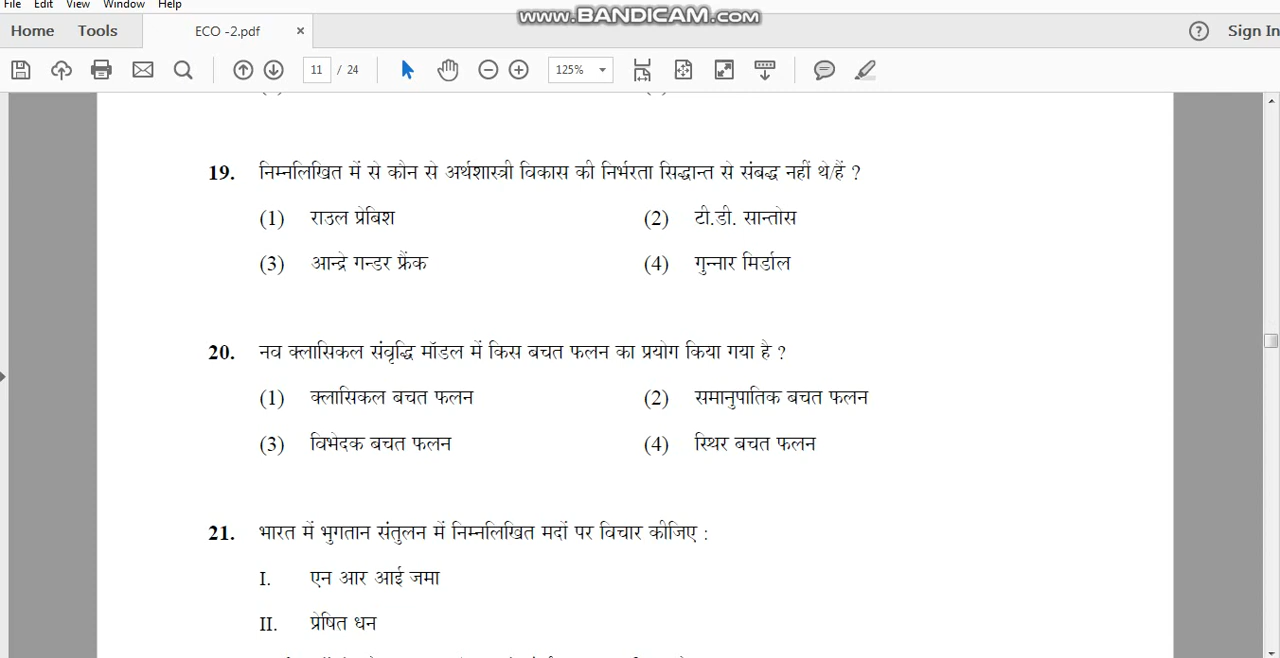 File Edit View Window Help
www.BANDICAM.com
Home Tools ECO -2.pdf × ? Sign In
11 / 24 125%
19. निम्नलिखित में से कौन से अर्थशास्त्री विकास की निर्भरता सिद्धान्त से संबद्ध नहीं थे/हैं ?
(1) राउल प्रेबिश (2) टी.डी. सान्तोस
(3) आन्द्रे गन्डर फ्रैंक (4) गुन्नार मिर्डाल
20. नव क्लासिकल संवृद्धि मॉडल में किस बचत फलन का प्रयोग किया गया है ?
(1) क्लासिकल बचत फलन (2) समानुपातिक बचत फलन
(3) विभेदक बचत फलन (4) स्थिर बचत फलन
21. भारत में भुगतान संतुलन में निम्नलिखित मदों पर विचार कीजिए :
I. एन आर आई जमा
II. प्रेषित धन